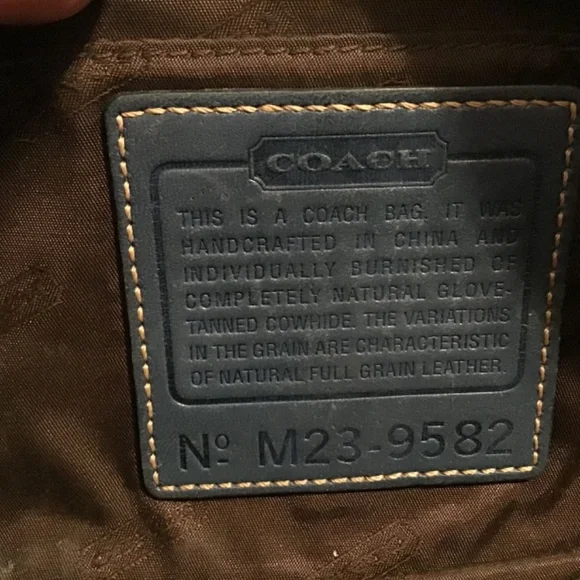 COACH
THIS IS A COACH BAG. IT WAS
HANDCRAFTED IN CHINA AND
INDIVIDUALLY BURNISHED OF
COMPLETELY NATURAL GLOVE-
TANNED COWHIDE. THE VARIATIONS
IN THE GRAIN ARE CHARACTERISTIC
OF NATURAL FULL GRAIN LEATHER.
Nº M23-9582